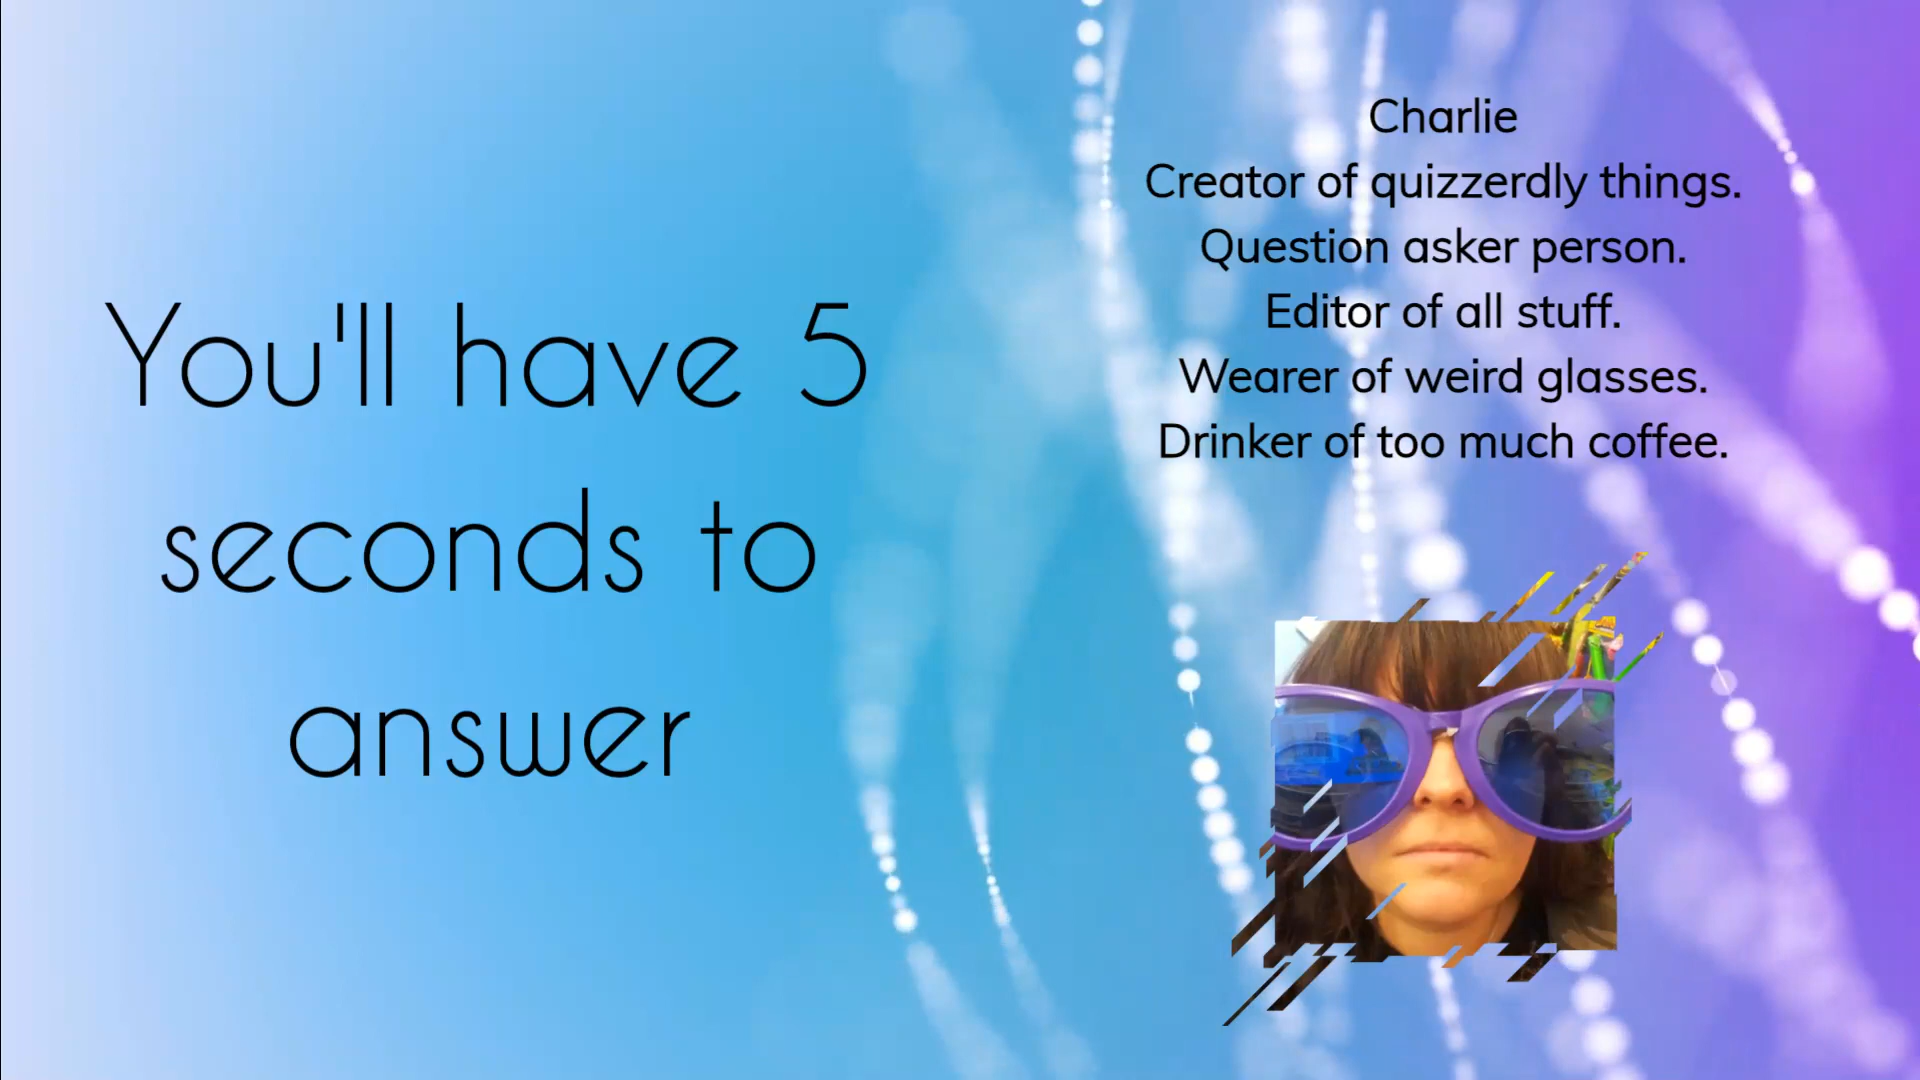 You'll have 5
seconds to
answer
Charlie
Creator of quizzerdly things.
Question asker person.
Editor of all stuff.
Wearer of weird glasses.
Drinker of too much coffee.